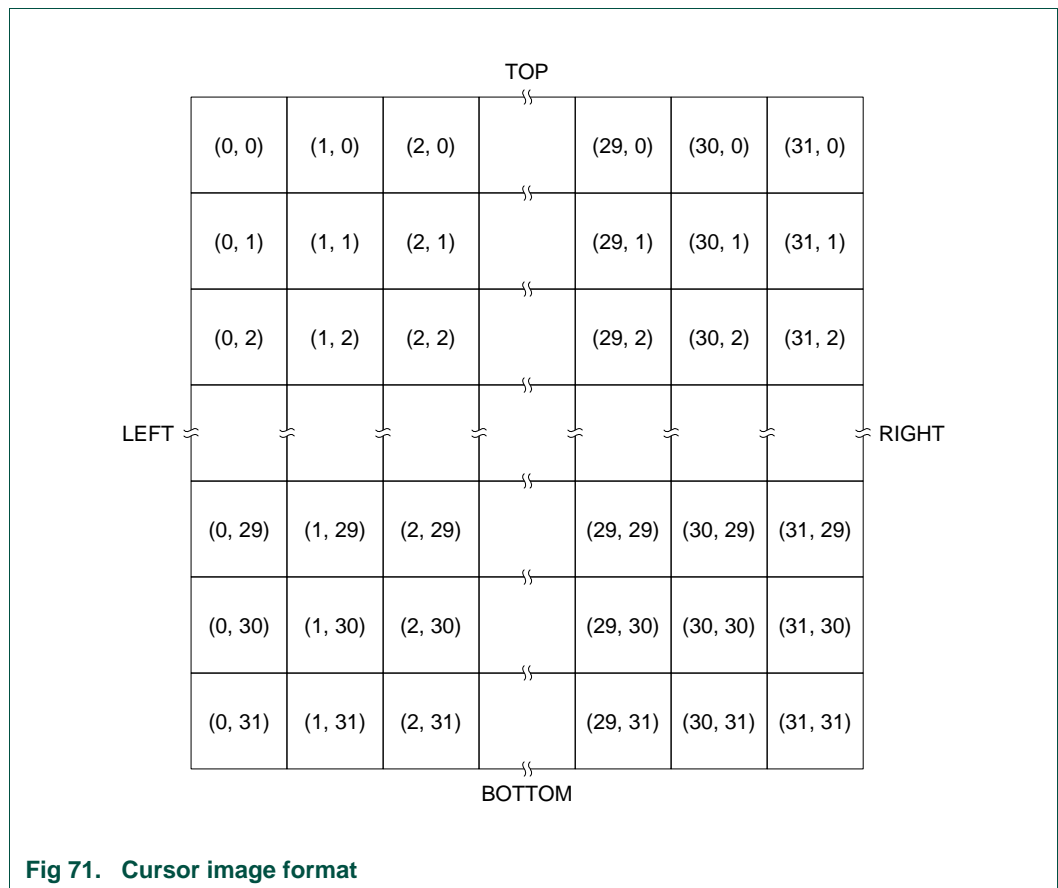 TOP
(0, 0) (1, 0) (2, 0) (29, 0) (30, 0) (31, 0)
(0, 1) (1, 1) (2, 1) (29, 1) (30, 1) (31, 1)
(0, 2) (1, 2) (2, 2) (29, 2) (30, 2) (31, 2)
LEFT RIGHT
(0, 29) (1, 29) (2, 29) (29, 29) (30, 29) (31, 29)
(0, 30) (1, 30) (2, 30) (29, 30) (30, 30) (31, 30)
(0, 31) (1, 31) (2, 31) (29, 31) (30, 31) (31, 31)
BOTTOM
Fig 71. Cursor image format